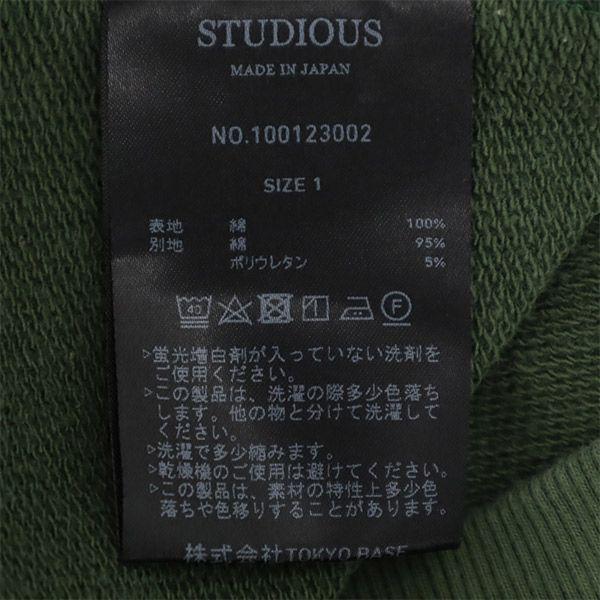 STUDIOUS
MADE IN JAPAN
NO.100123002
SIZE 1
表地 綿 100%
別地 綿 95%
ポリウレタン 5%
40 F
▷蛍光増白剤が入っていない洗剤を
ご使用ください。
▷この製品は、洗濯の際多少色落ち
します。他の物と分けて洗濯して
ください。
▷洗濯で多少縮みます。
▷乾燥機のご使用は避けてください。
▷この製品は、素材の特性上多少色
落ちや色移りすることがあります。
株式会社TOKYO BASE